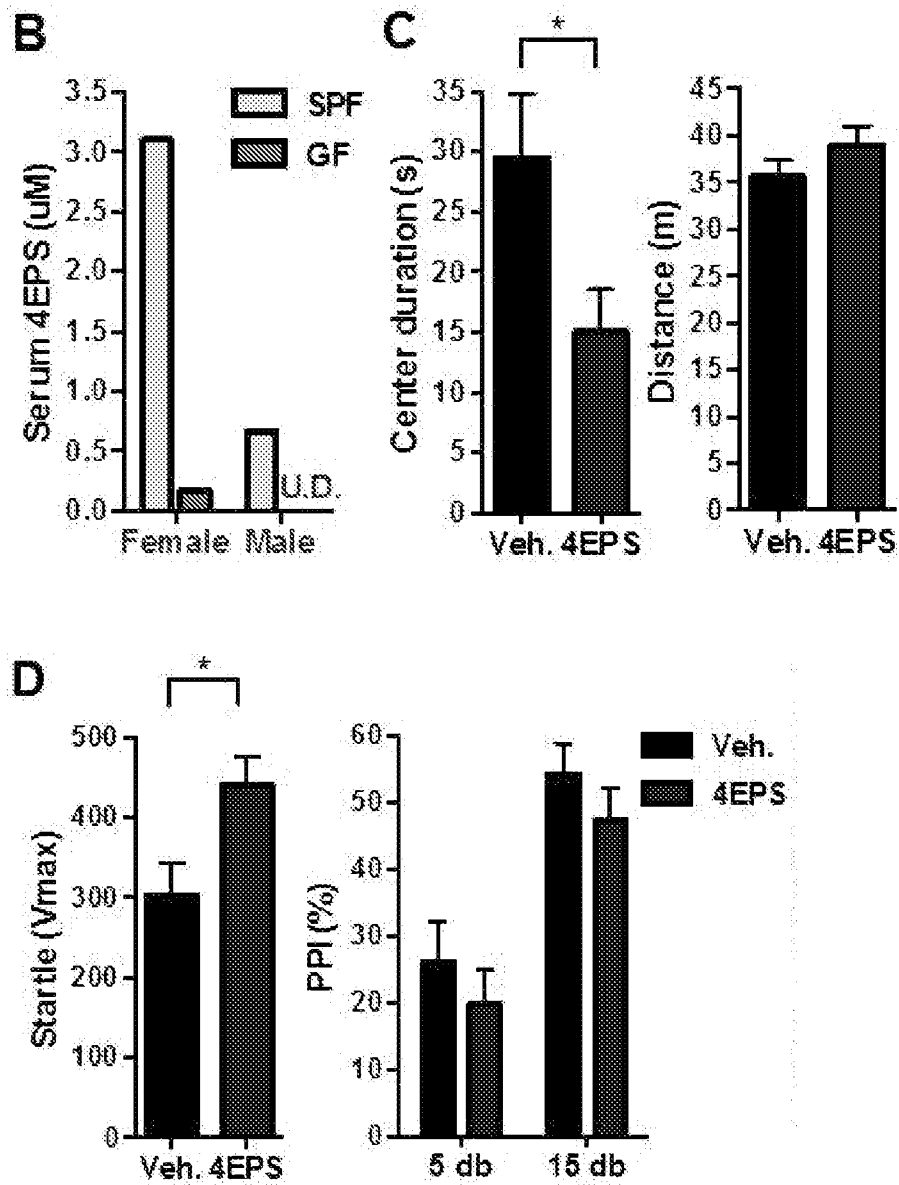 B
Serum 4EPS (uM)
3.5
3.0
2.5
2.0
1.5
1.0
0.5
0.0
SPF
GF
U.D.
Female Male
C
*
Center duration (s)
35
30
25
20
15
10
5
0
Veh. 4EPS
Distance (m)
45
40
35
30
25
20
15
10
5
0
Veh. 4EPS
D
*
Startle (Vmax)
500
400
300
200
100
0
Veh. 4EPS
PPI (%)
60
50
40
30
20
10
0
5 db 15 db
Veh.
4EPS